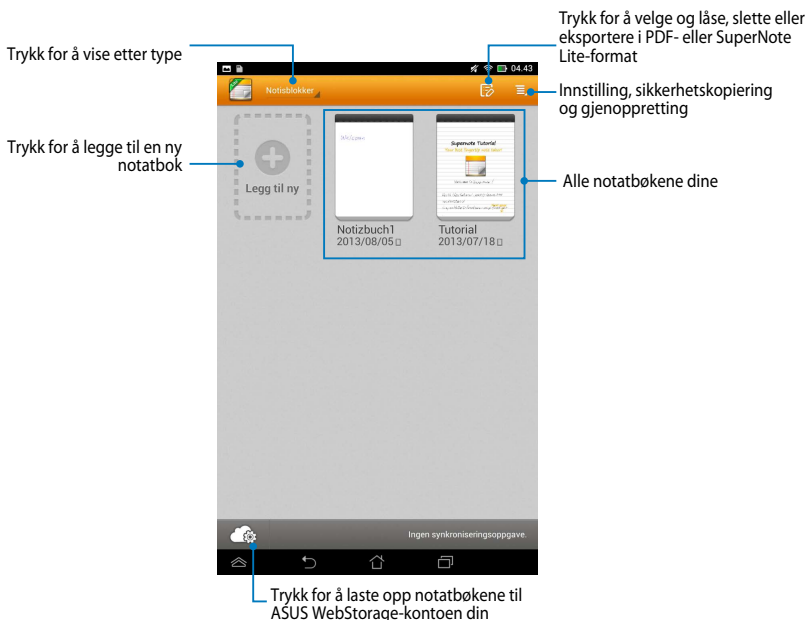 Trykk for å velge og låse, slette eller
eksportere i PDF- eller SuperNote
Lite-format
Trykk for å vise etter type
04.43
Notisblokker
Innstilling, sikkerhetskopiering
og gjenoppretting
Trykk for å legge til en ny
notatbok
Legg til ny
Supernote Tutorial
Alle notatbøkene dine
Notizbuch1
2013/08/05
Tutorial
2013/07/18
Ingen synkroniseringsoppgave.
Trykk for å laste opp notatbøkene til
ASUS WebStorage-kontoen din